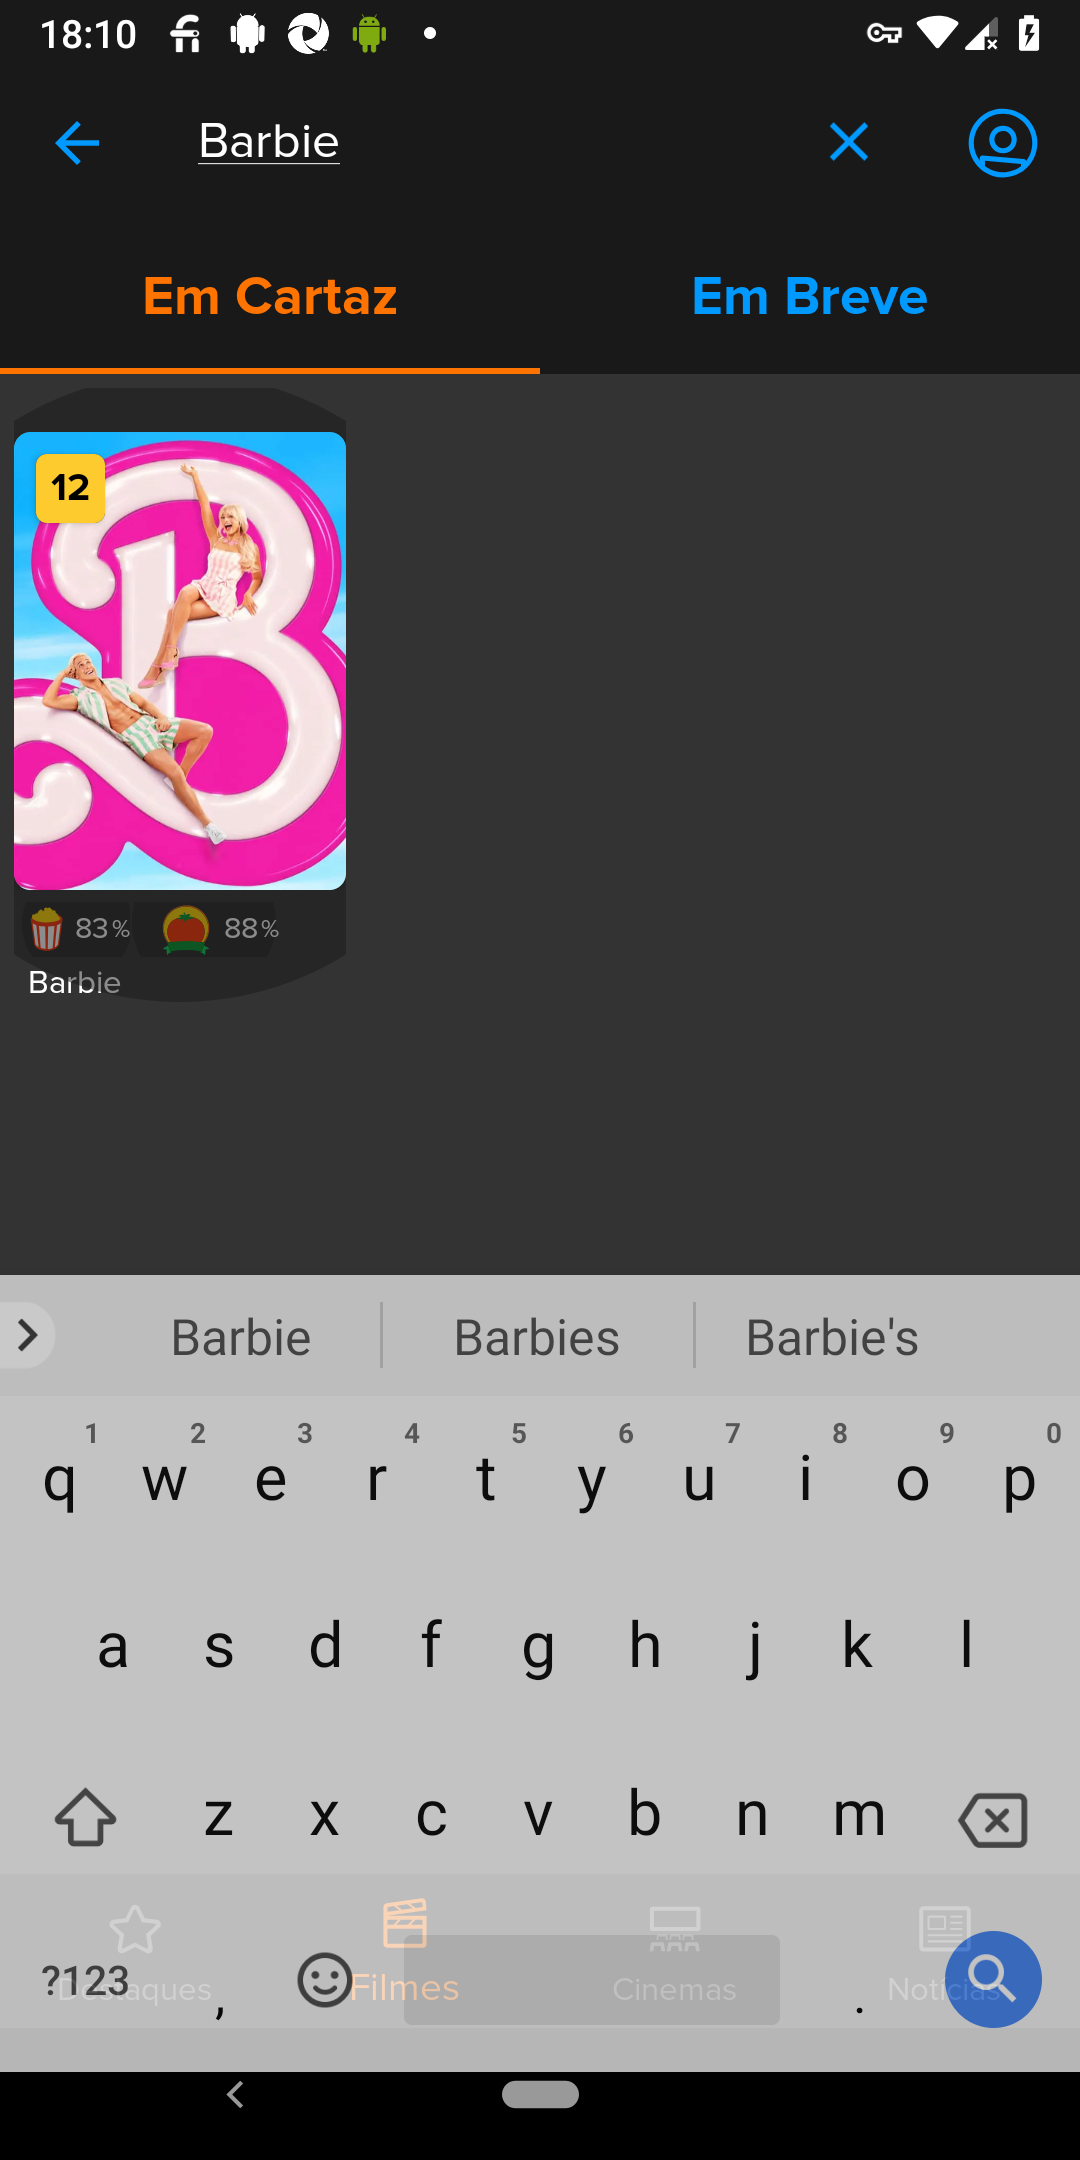 18:10
Barbie
Em Cartaz
Em Breve
12
83%
88%
Barbie
Barbie
Barbies
Barbie's
1 2 3 4 5 6 7 8 9 0
q w e r t y u i o p
a s d f g h j k l
z x c v b n m
Destaques
Filmes
Cinemas
Notícias
?123 , .